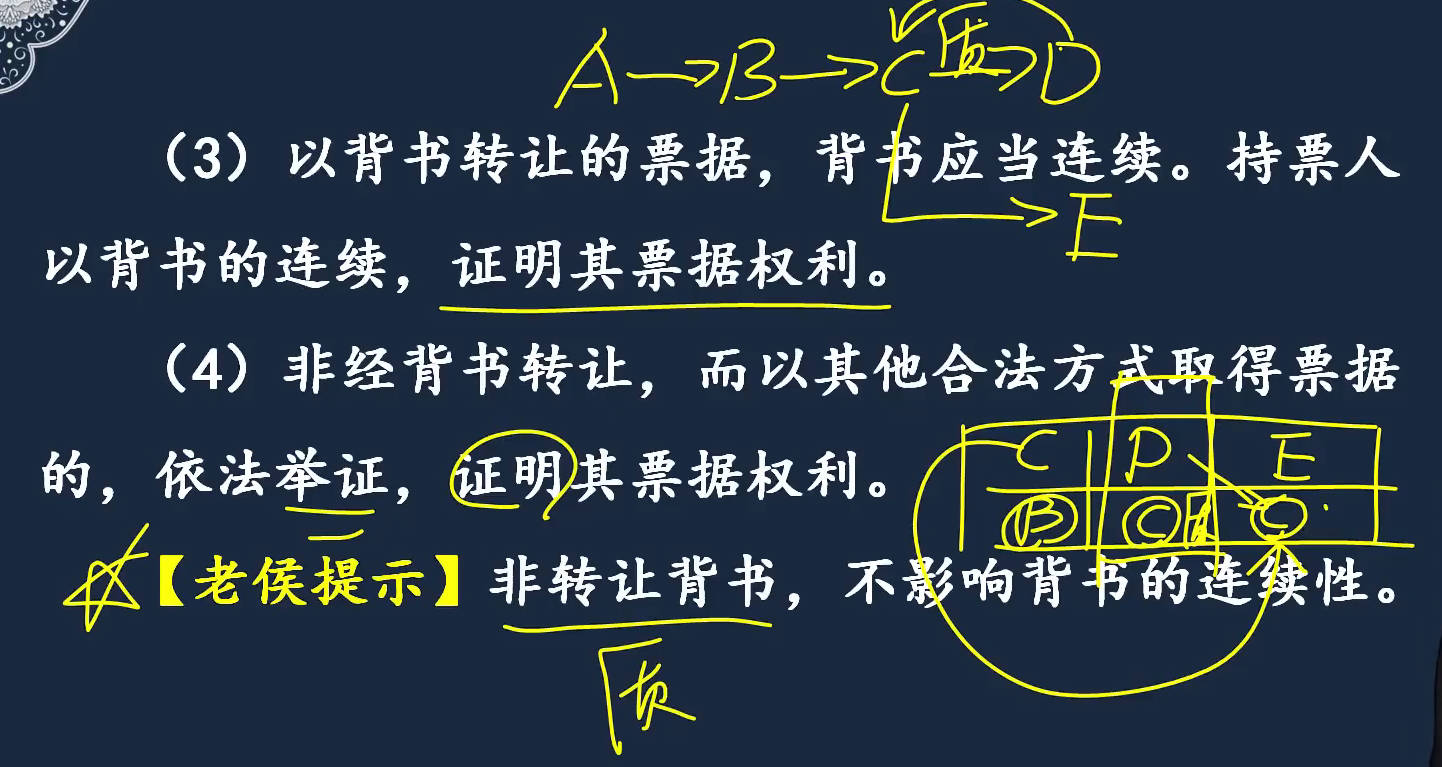 A→B→C质→D
（3）以背书转让的票据，背书应当连续。持票人
E
以背书的连续，证明其票据权利。
（4）非经背书转让，而以其他合法方式取得票据
C D E
的，依法举证，证明其票据权利。
B C质 C
【老侯提示】非转让背书，不影响背书的连续性。
质